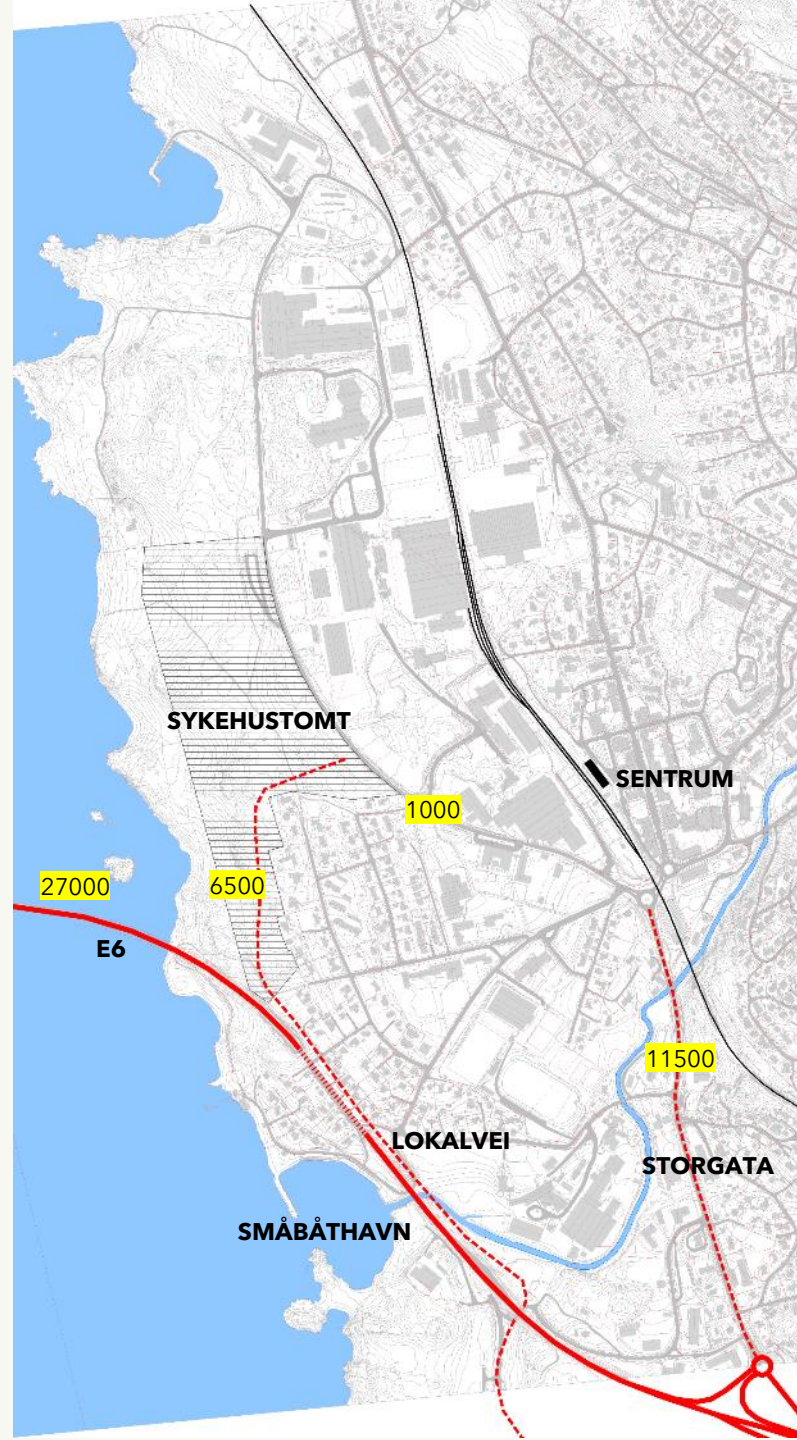 SYKEHUSTOMT
SENTRUM
1000
27000
6500
E6
11500
LOKALVEI
STORGATA
SMÅBÅTHAVN